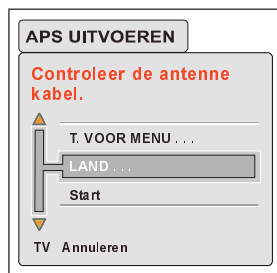 APS UITVOEREN
Controleer de antenne
kabel.
T. VOOR MENU . . .
LAND . . .
Start
TV Annuleren